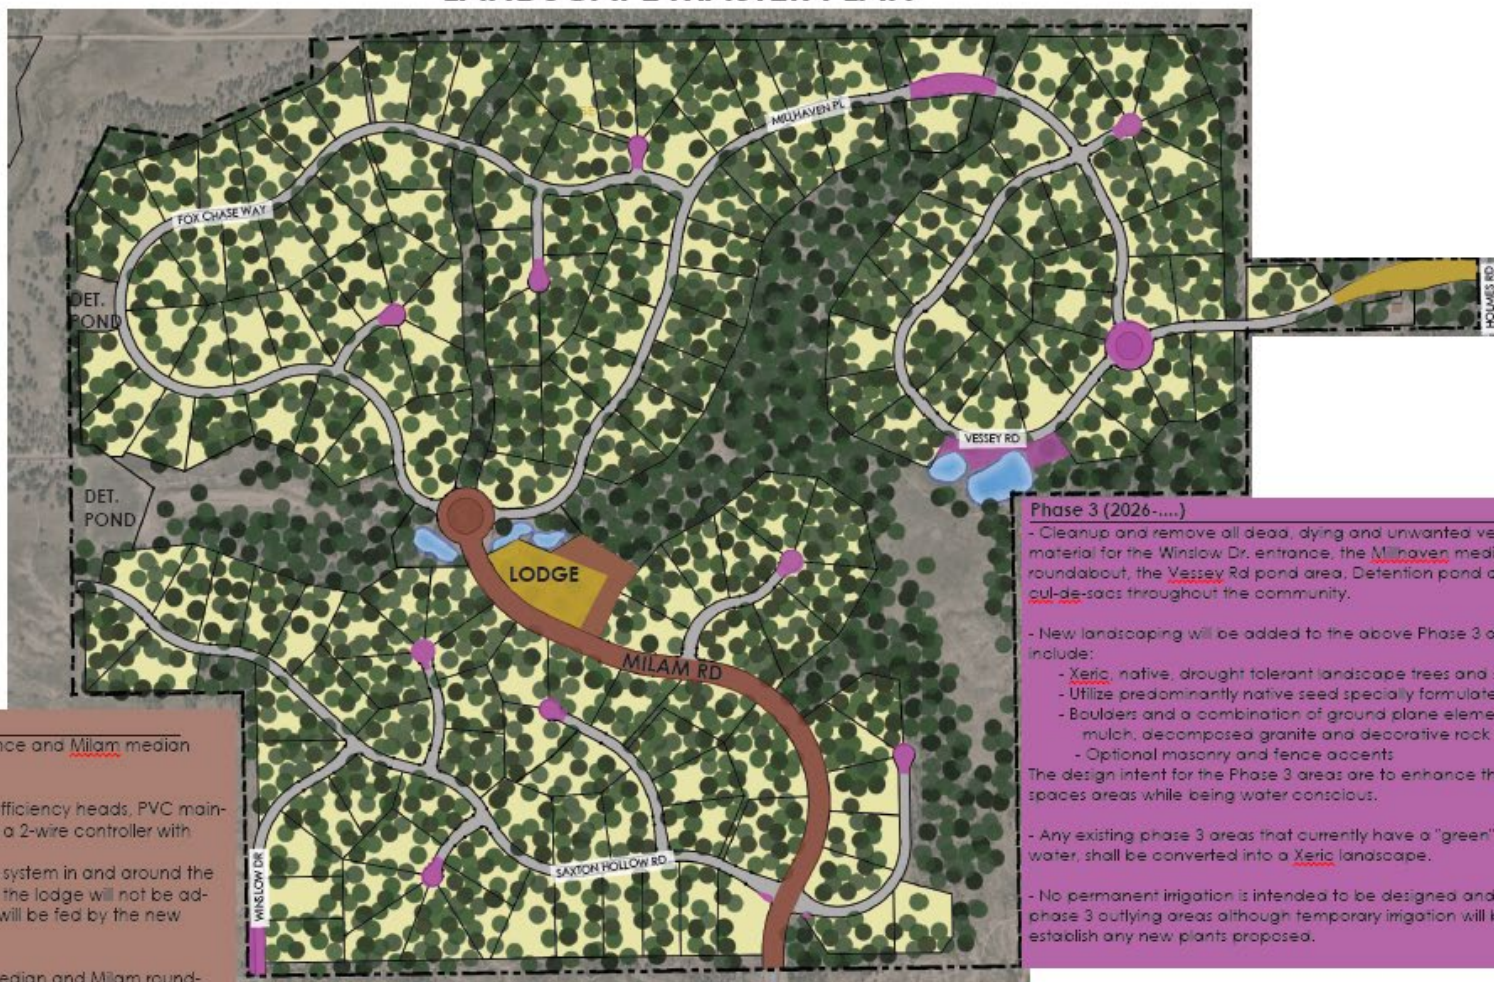 MILLHAVEN PL
FOX CHASE WAY
DET.
POND
HOLMES RD
VESSEY RD
DET.
POND
LODGE
MILAM RD
SAXTON HOLLOW RD
WINSLOW DR
nce and Milam median
fficiency heads, PVC main-
a 2-wire controller with
system in and around the
the lodge will not be ad-
will be fed by the new
edian and Milam round-
Phase 3 (2026-....)
- Cleanup and remove all dead, dying and unwanted ve
material for the Winslow Dr. entrance, the Millhaven medi
roundabout, the Vessey Rd pond area, Detention pond a
cul-de-sacs throughout the community.
- New landscaping will be added to the above Phase 3 a
include:
- Xeric, native, drought tolerant landscape trees and
- Utilize predominantly native seed specially formulate
- Boulders and a combination of ground plane eleme
mulch, decomposed granite and decorative rock
- Optional masonry and fence accents
The design intent for the Phase 3 areas are to enhance th
spaces areas while being water conscious.
- Any existing phase 3 areas that currently have a "green"
water, shall be converted into a Xeric landscape.
- No permanent irrigation is intended to be designed and
phase 3 outlying areas although temporary irrigation will b
establish any new plants proposed.